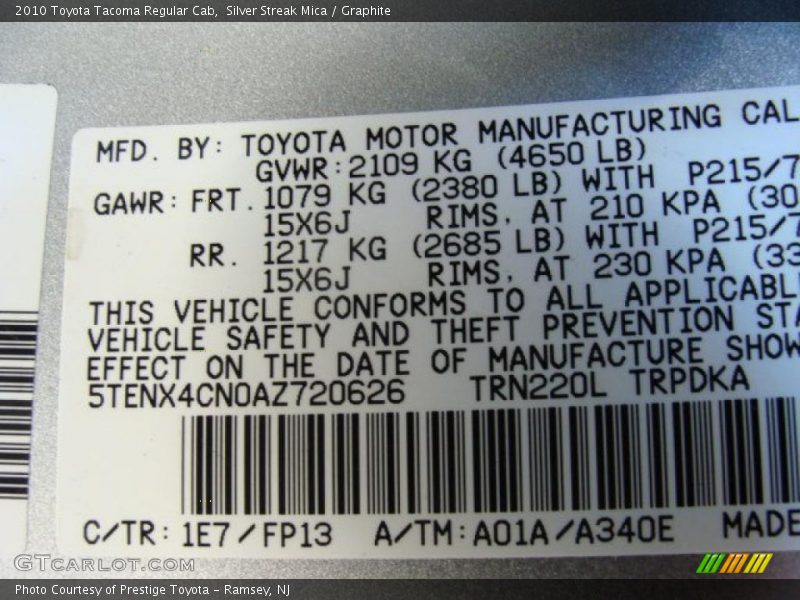 2010 Toyota Tacoma Regular Cab,  Silver Streak Mica / Graphite
MFD. BY: TOYOTA MOTOR MANUFACTURING CAL
GVWR: 2109 KG (4650 LB)
GAWR: FRT. 1079 KG (2380 LB) WITH P215/7
15X6J RIMS, AT 210 KPA (30
RR. 1217 KG (2685 LB) WITH P215/7
15X6J RIMS, AT 230 KPA (33
THIS VEHICLE CONFORMS TO ALL APPLICABL
VEHICLE SAFETY AND THEFT PREVENTION STA
EFFECT ON THE DATE OF MANUFACTURE SHOW
5TENX4CN0AZ720626 TRN220L TRPDKA
C/TR: 1E7/FP13 A/TM: A01A/A340E MADE
GTCARLOT.COM
Photo Courtesy of Prestige Toyota - Ramsey, NJ